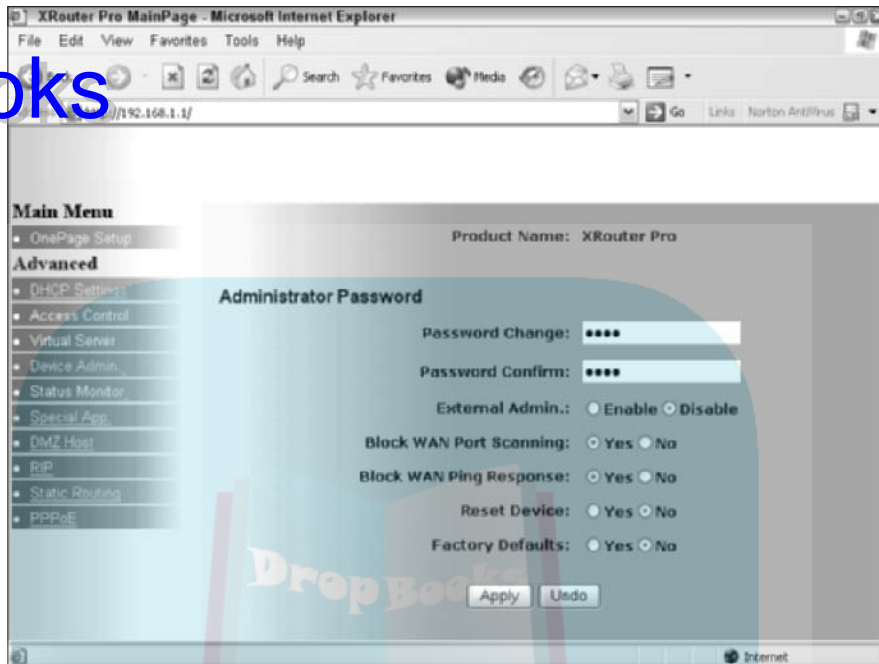 XRouter Pro MainPage - Microsoft Internet Explorer
File Edit View Favorites Tools Help
oks
Search Favorites Media
//192.168.1.1/
Go Links Norton AntiVirus
Main Menu
OnePage Setup
Product Name: XRouter Pro
Advanced
DHCP Settings
Access Control
Virtual Server
Device Admin.
Status Monitor
Special App.
DMZ Host
RIP
Static Routing
PPPoE
Administrator Password
Password Change:
Password Confirm:
External Admin.: Enable Disable
Block WAN Port Scanning: Yes No
Block WAN Ping Response: Yes No
Reset Device: Yes No
Factory Defaults: Yes No
DropBooks
Apply Undo
Internet